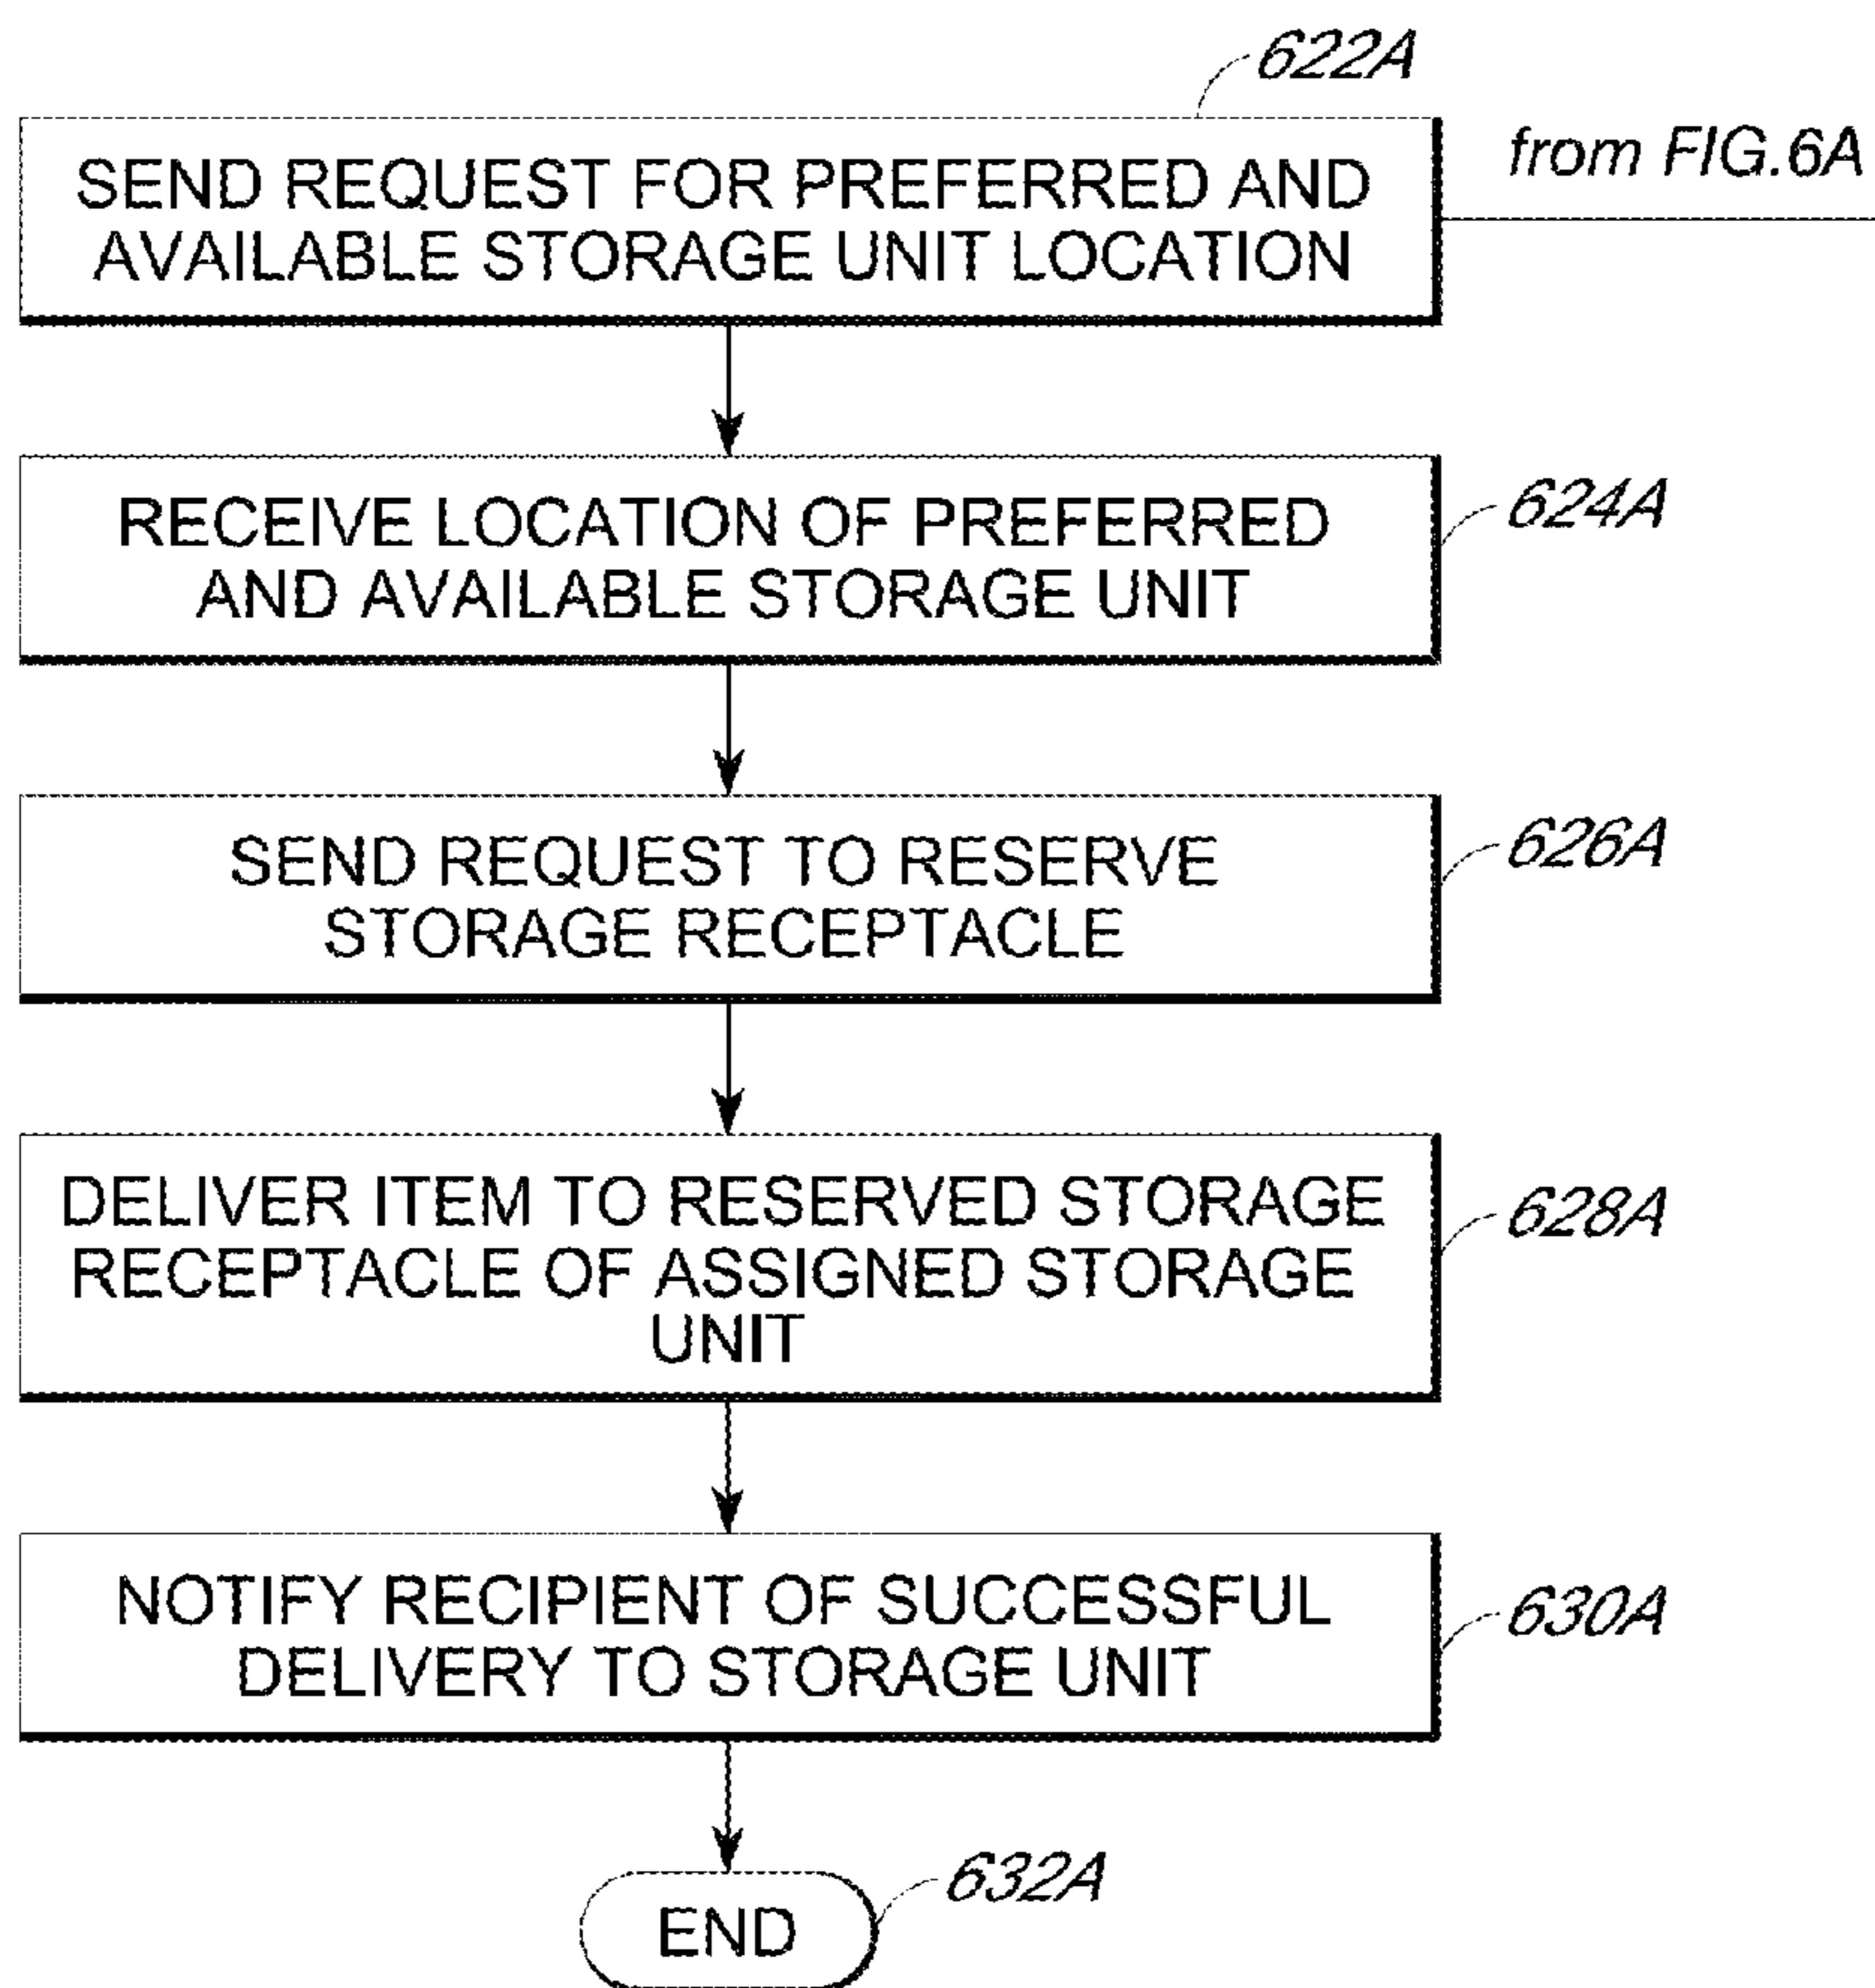 622A
from FIG.6A
SEND REQUEST FOR PREFERRED AND
AVAILABLE STORAGE UNIT LOCATION
RECEIVE LOCATION OF PREFERRED
AND AVAILABLE STORAGE UNIT
624A
SEND REQUEST TO RESERVE
STORAGE RECEPTACLE
626A
DELIVER ITEM TO RESERVED STORAGE
RECEPTACLE OF ASSIGNED STORAGE
UNIT
628A
NOTIFY RECIPIENT OF SUCCESSFUL
DELIVERY TO STORAGE UNIT
630A
END
632A